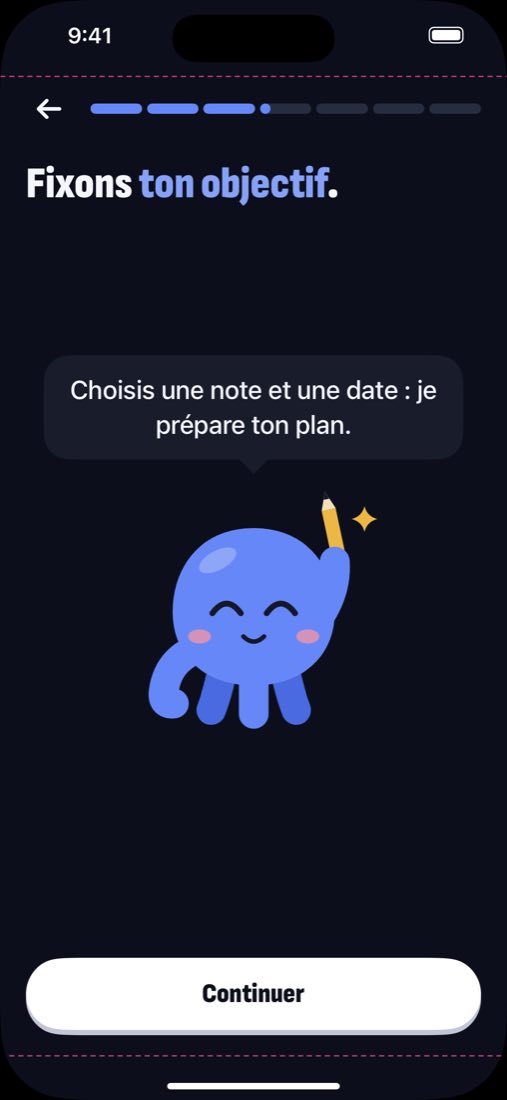 9:41
Fixons ton objectif.
Choisis une note et une date : je
prépare ton plan.
Continuer